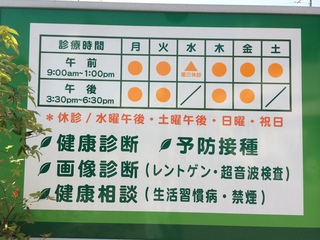 診療時間 月 火 水 木 金 土
午前 9:00am~1:00pm ● ● ▲ ● ● ●
午後 3:30pm~6:30pm ● ● ／ ● ● ／
＊休診/水曜午後・土曜午後・日曜・祝日
健康診断 予防接種
画像診断(レントゲン・超音波検査)
健康相談(生活習慣病・禁煙)